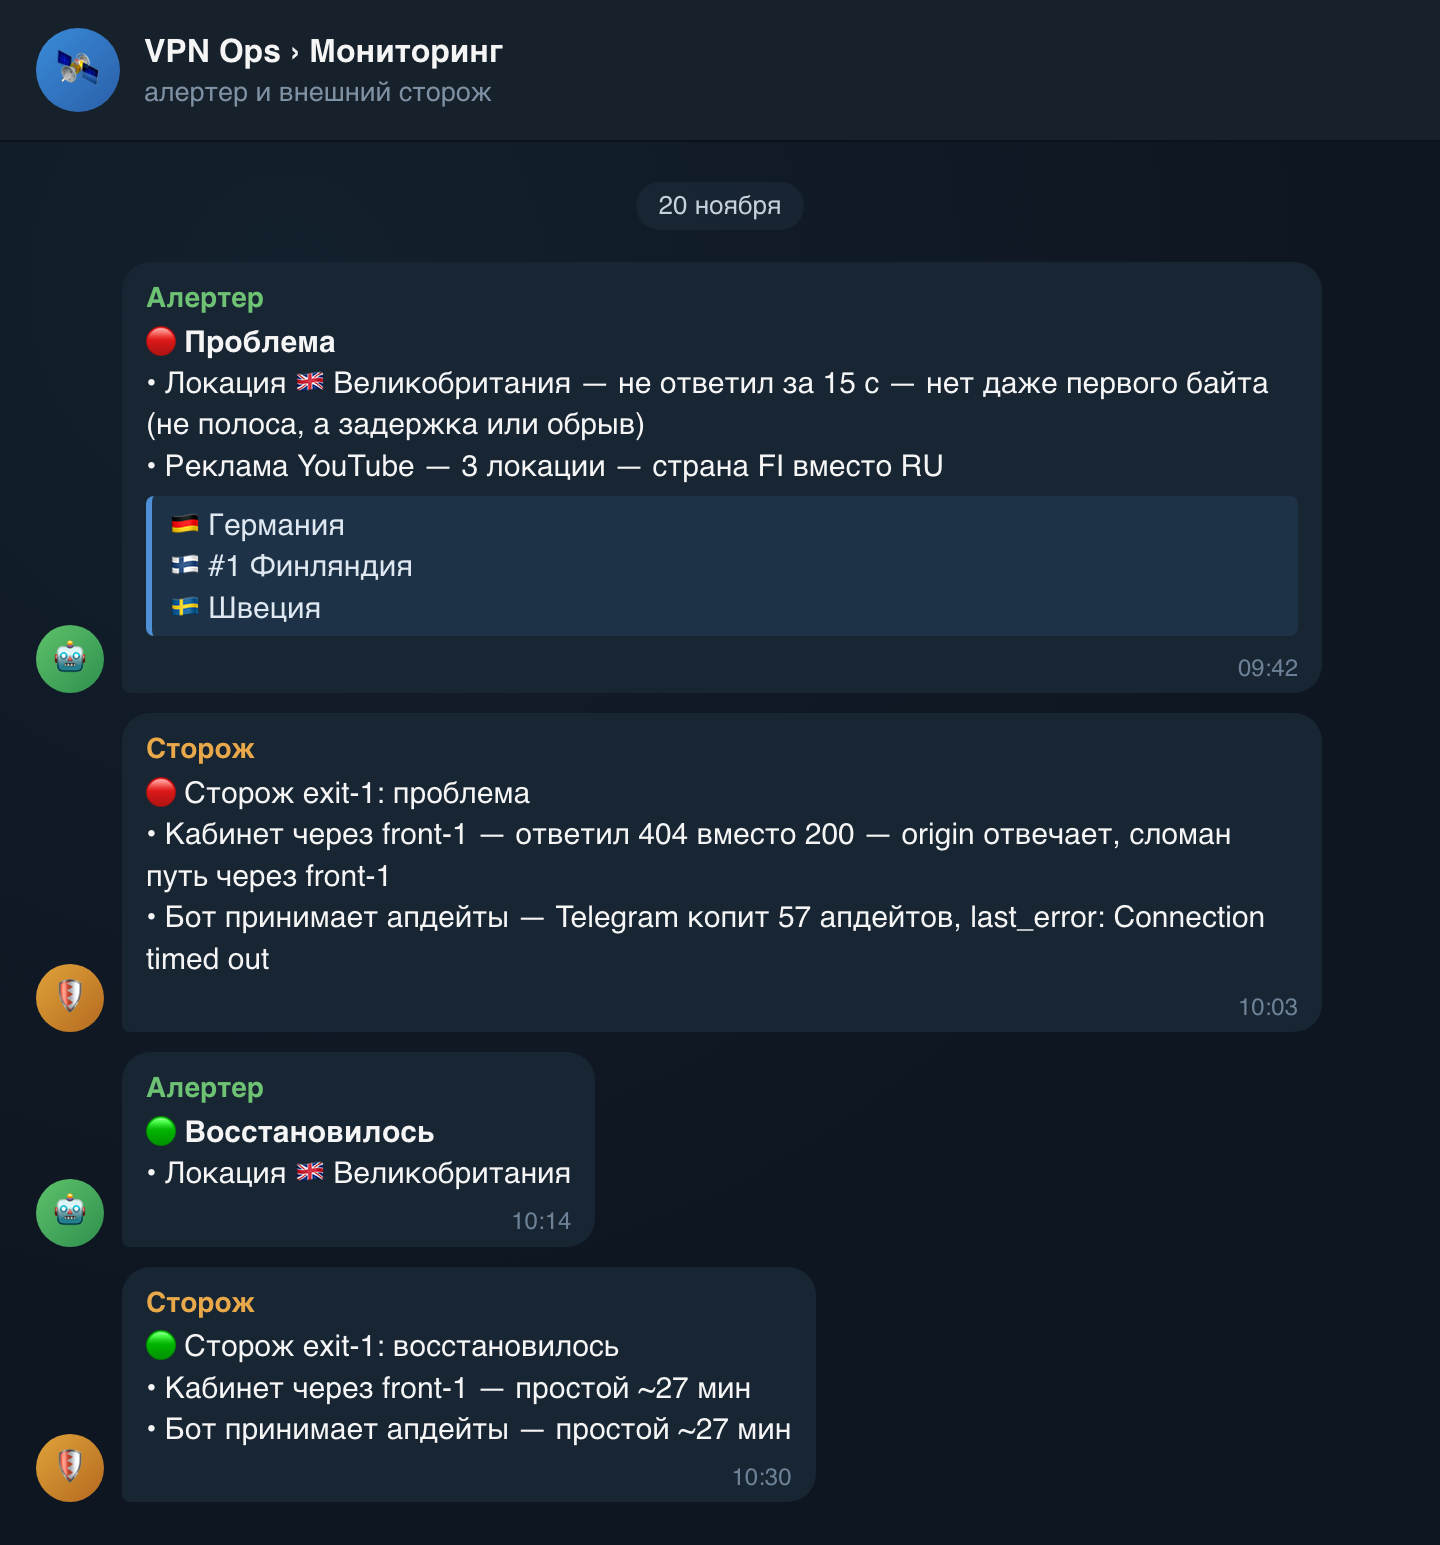 VPN Ops › Мониторинг
алертер и внешний сторож
20 ноября
Алертер
🔴 Проблема
• Локация 🇬🇧 Великобритания — не ответил за 15 с — нет даже первого байта
(не полоса, а задержка или обрыв)
• Реклама YouTube — 3 локации — страна FI вместо RU
🇩🇪 Германия
🇫🇮 #1 Финляндия
🇸🇪 Швеция
09:42
Сторож
🔴 Сторож exit-1: проблема
• Кабинет через front-1 — ответил 404 вместо 200 — origin отвечает, сломан
путь через front-1
• Бот принимает апдейты — Telegram копит 57 апдейтов, last_error: Connection
timed out
10:03
Алертер
🟢 Восстановилось
• Локация 🇬🇧 Великобритания
10:14
Сторож
🟢 Сторож exit-1: восстановилось
• Кабинет через front-1 — простой ~27 мин
• Бот принимает апдейты — простой ~27 мин
10:30